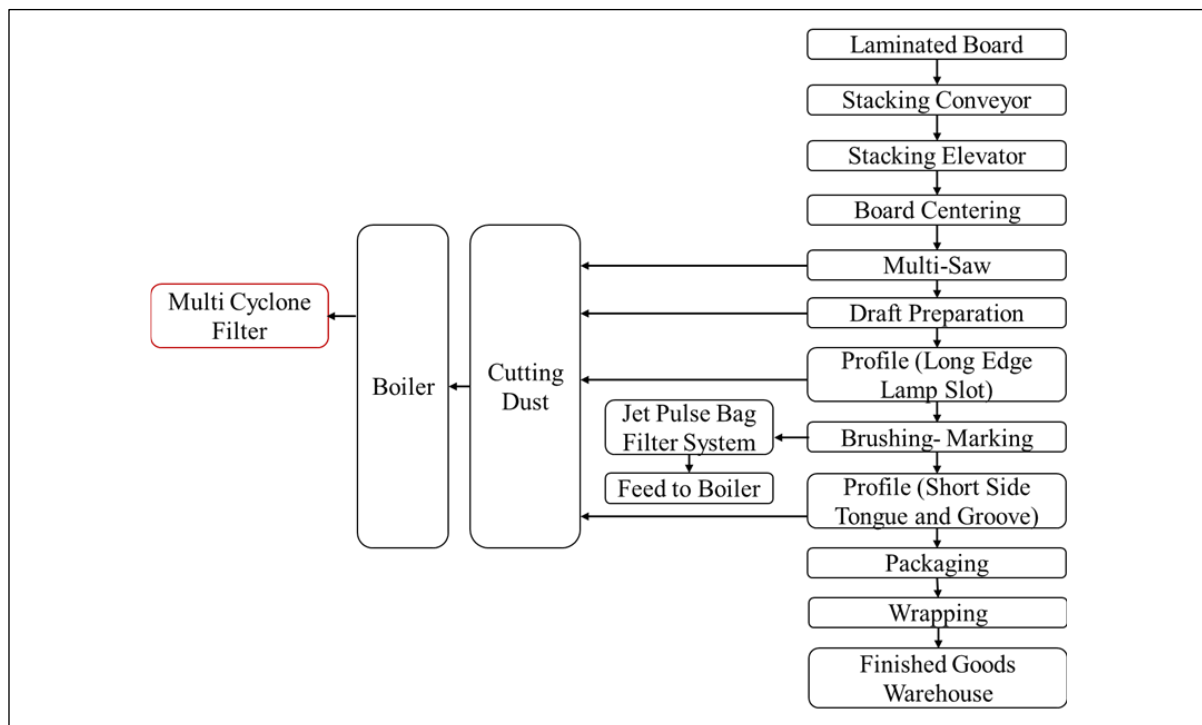 Laminated Board
Stacking Conveyor
Stacking Elevator
Board Centering
Multi-Saw
Draft Preparation
Profile (Long Edge
Lamp Slot)
Brushing- Marking
Profile (Short Side
Tongue and Groove)
Packaging
Wrapping
Finished Goods
Warehouse
Jet Pulse Bag
Filter System
Feed to Boiler
Cutting
Dust
Boiler
Multi Cyclone
Filter